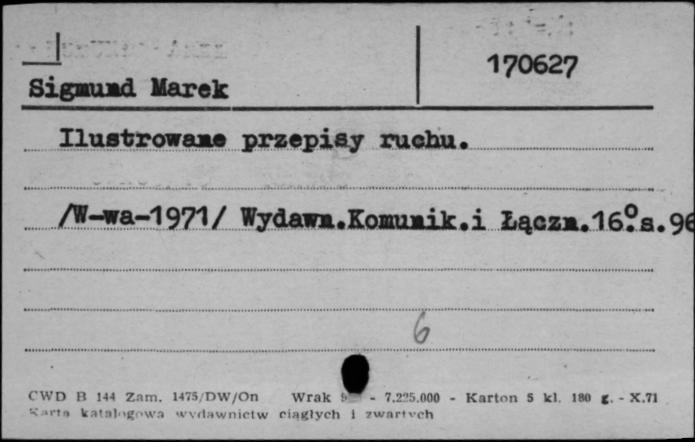 170627
Sigmund Marek
Ilustrowane przepisy ruchu.
/W-wa-1971/ Wydawn.Komunik.i Łączn.16.° s.96
6
CWD B 144 Zam. 1475/DW/On Wrak - 7.225.000 - Karton 5 kl. 180 g. - X.71
Karta katalogowa wydawnictw ciągłych i zwartych